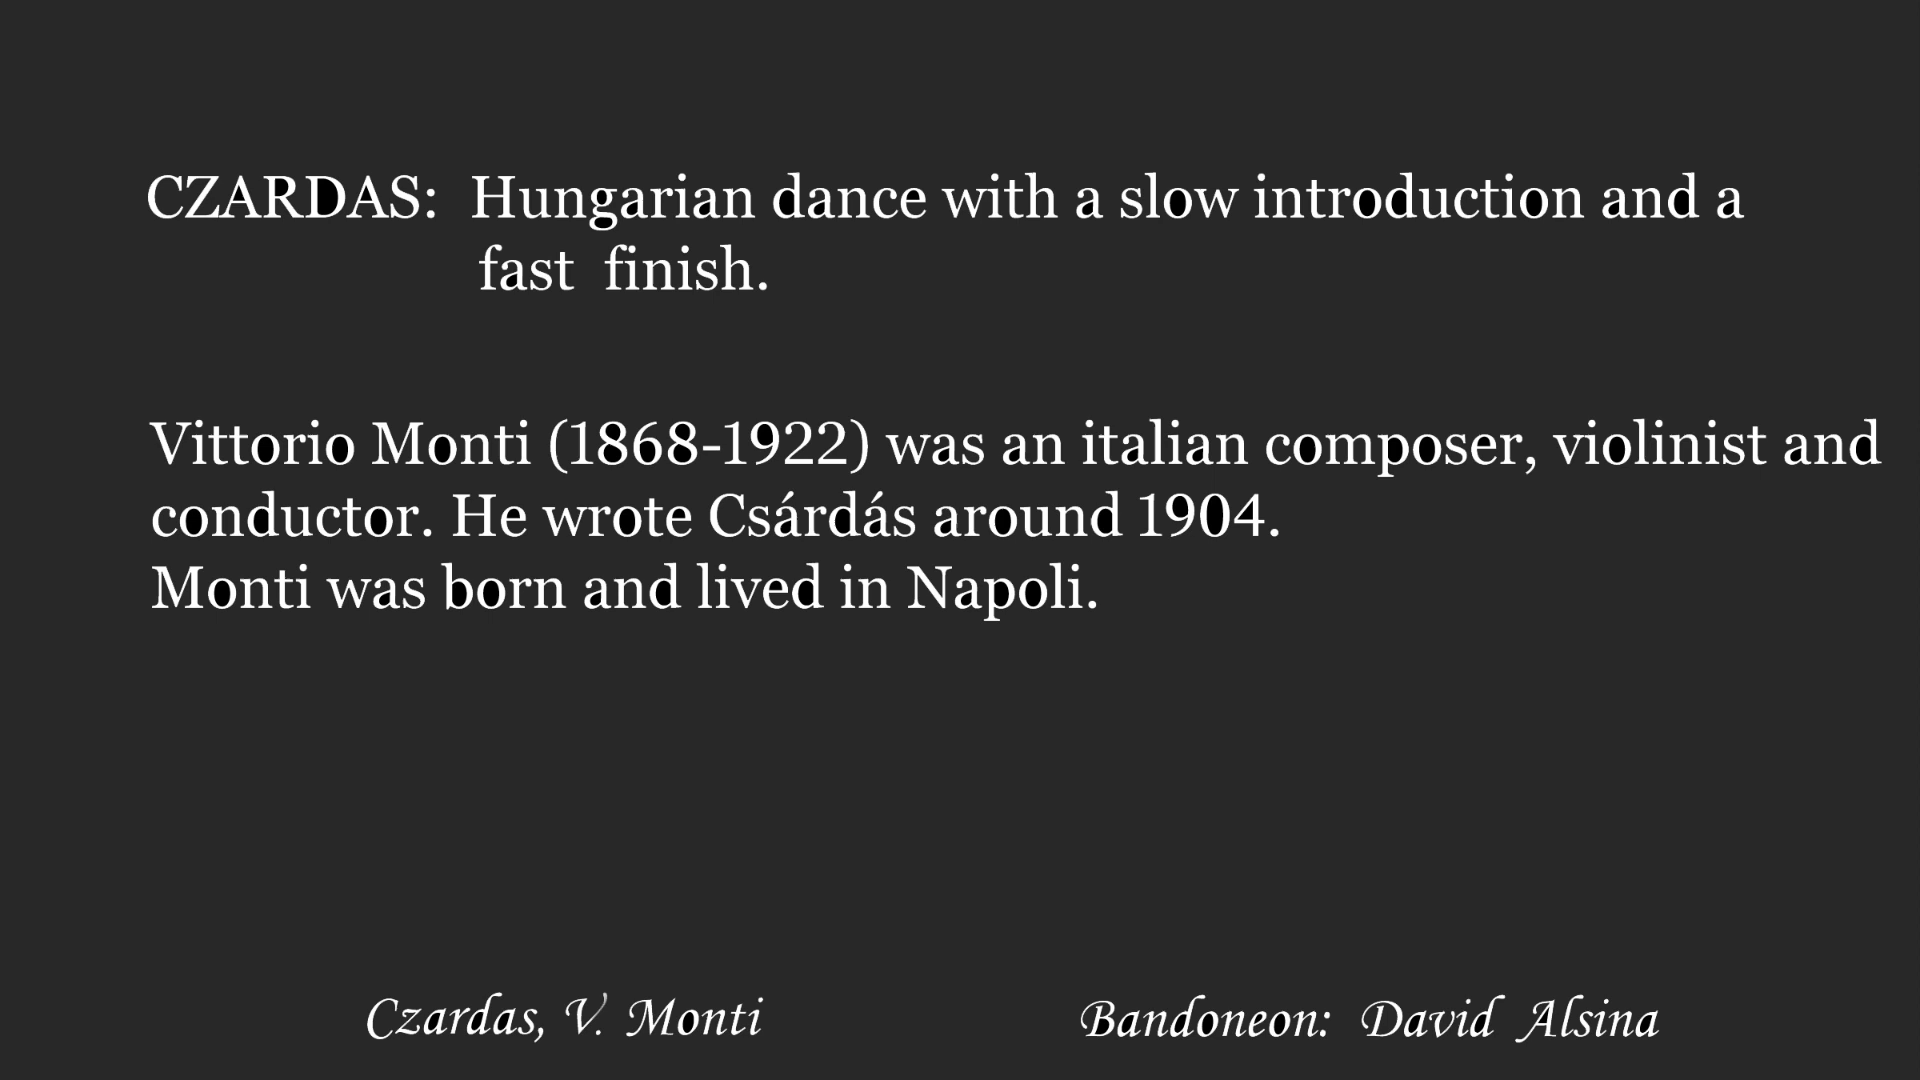 CZARDAS: Hungarian dance with a slow introduction and a
fast finish.
Vittorio Monti (1868-1922) was an italian composer, violinist and
conductor. He wrote Csárdás around 1904.
Monti was born and lived in Napoli.
Czardas, V. Monti
Bandoneon: David Alsina